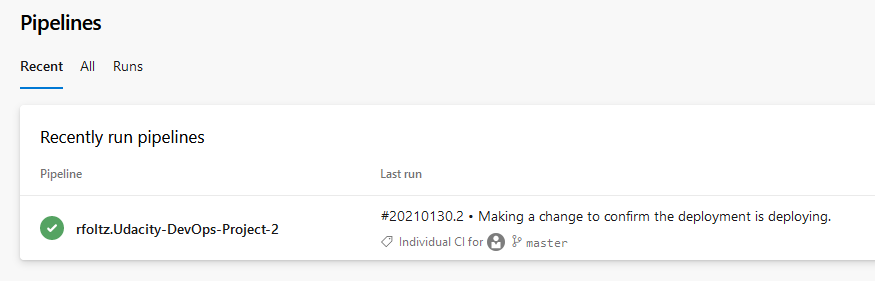 Pipelines
Recent All Runs
Recently run pipelines
Pipeline Last run
rfoltz.Udacity-DevOps-Project-2
#20210130.2 • Making a change to confirm the deployment is deploying.
Individual CI for master